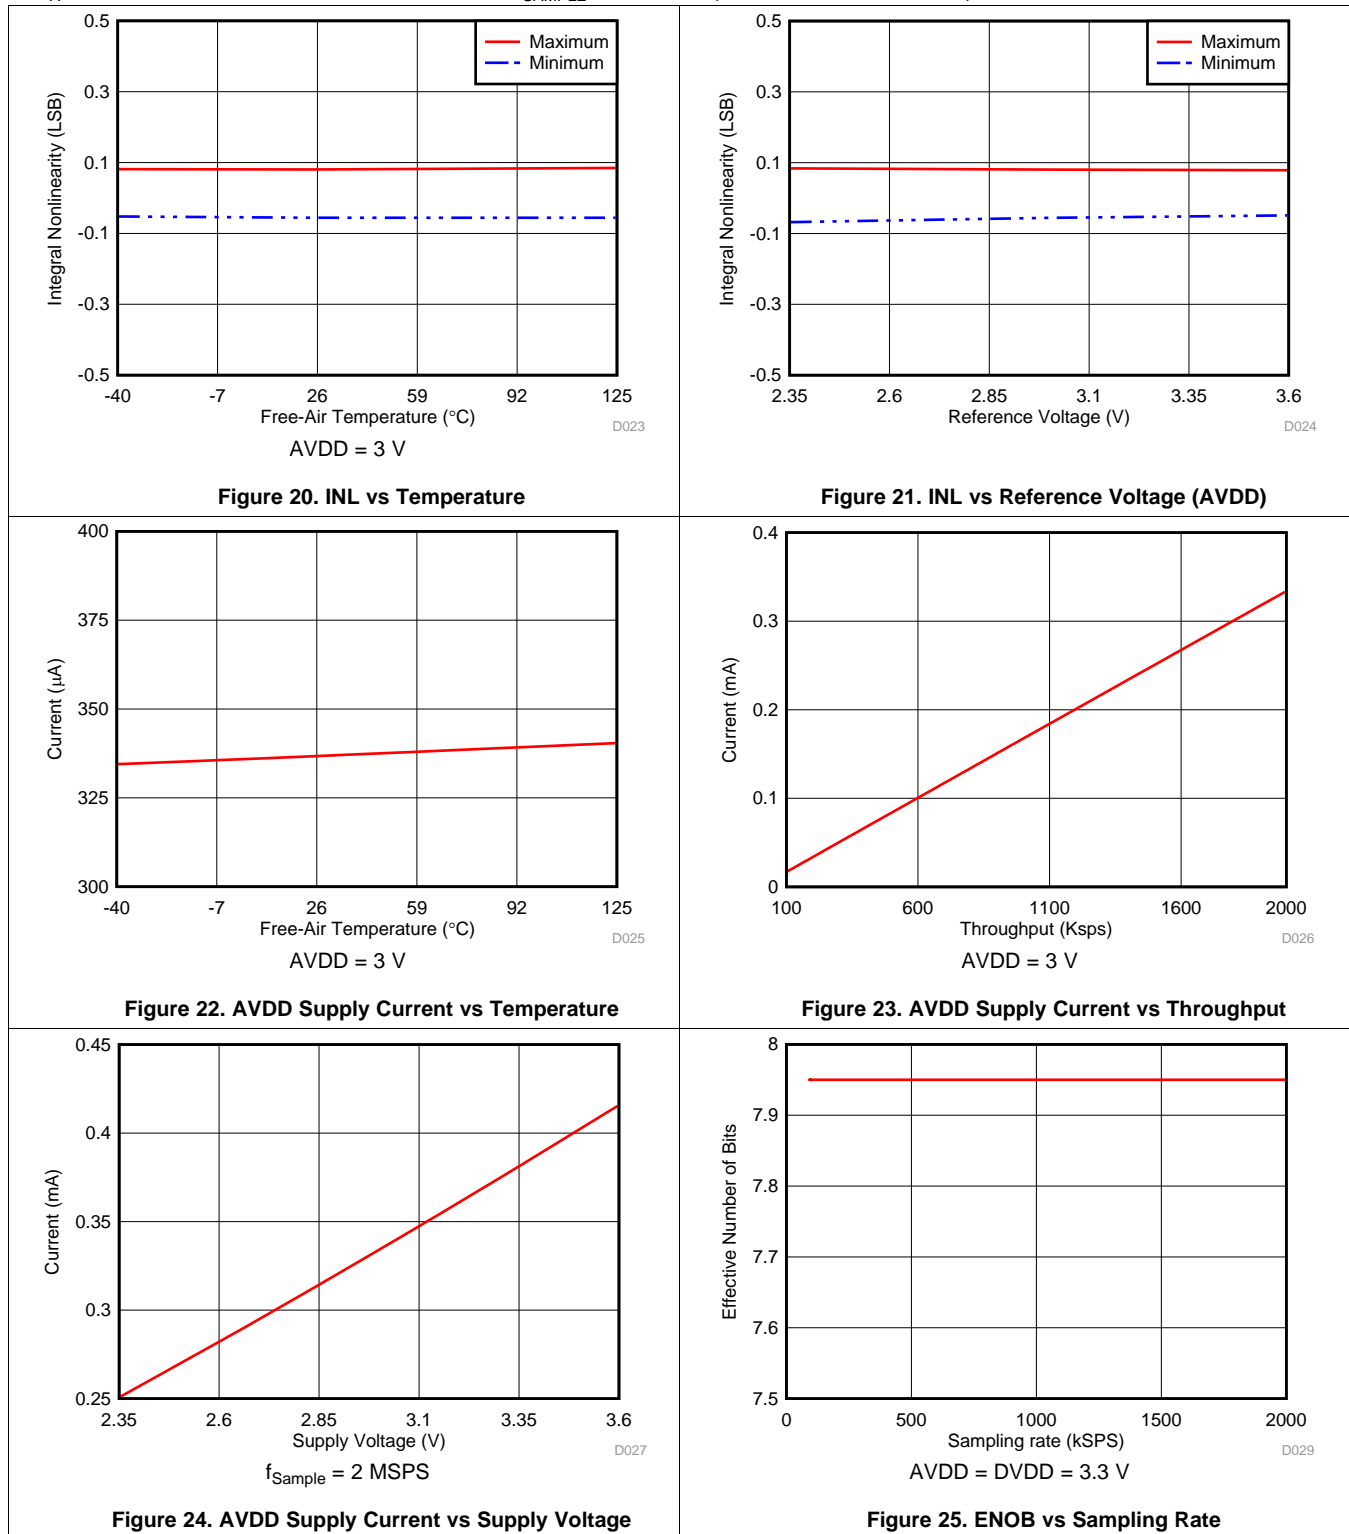 SAMPLE
0.5
Maximum
Minimum
0.3
0.1
-0.1
-0.3
-0.5
Integral Nonlinearity (LSB)
-40 -7 26 59 92 125
Free-Air Temperature (°C)
D023
AVDD = 3 V
Figure 20. INL vs Temperature
0.5
Maximum
Minimum
0.3
0.1
-0.1
-0.3
-0.5
Integral Nonlinearity (LSB)
2.35 2.6 2.85 3.1 3.35 3.6
Reference Voltage (V)
D024
Figure 21. INL vs Reference Voltage (AVDD)
400
375
350
325
300
Current (µA)
-40 -7 26 59 92 125
Free-Air Temperature (°C)
D025
AVDD = 3 V
Figure 22. AVDD Supply Current vs Temperature
0.4
0.3
0.2
0.1
0
Current (mA)
100 600 1100 1600 2000
Throughput (Ksps)
D026
AVDD = 3 V
Figure 23. AVDD Supply Current vs Throughput
0.45
0.4
0.35
0.3
0.25
Current (mA)
2.35 2.6 2.85 3.1 3.35 3.6
Supply Voltage (V)
D027
fSample = 2 MSPS
Figure 24. AVDD Supply Current vs Supply Voltage
8
7.9
7.8
7.7
7.6
7.5
Effective Number of Bits
0 500 1000 1500 2000
Sampling rate (kSPS)
D029
AVDD = DVDD = 3.3 V
Figure 25. ENOB vs Sampling Rate